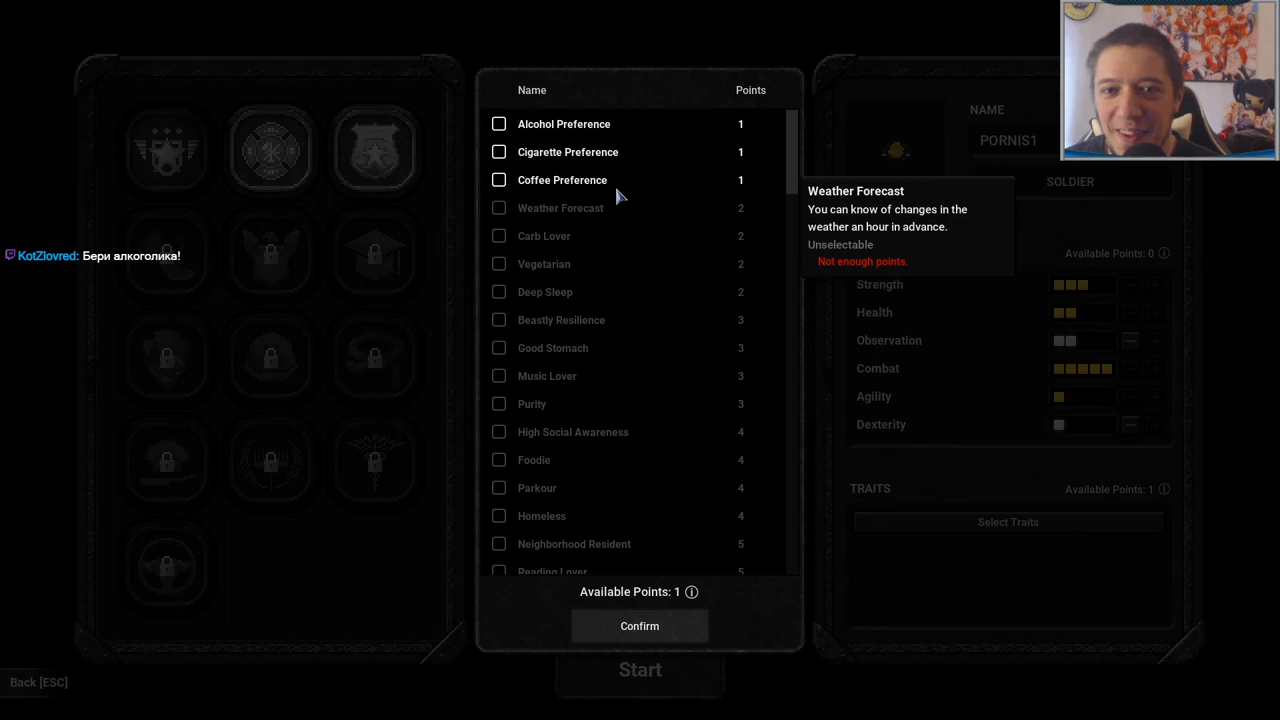 Name Points
Alcohol Preference 1
Cigarette Preference 1
Coffee Preference 1
Weather Forecast 2
Carb Lover 2
Vegetarian 2
Deep Sleep 2
Beastly Resilience 3
Good Stomach 3
Music Lover 3
Purity 3
High Social Awareness 4
Foodie 4
Parkour 4
Homeless 4
Neighborhood Resident 5
Reading Lover 5
Available Points: 1
Confirm
Start
Back [ESC]
KotZlovred: Бери алкоголика!
Weather Forecast
You can know of changes in the
weather an hour in advance.
Unselectable
Not enough points.
NAME
PORNIS1
SOLDIER
Available Points: 0
Strength
Health
Observation
Combat
Agility
Dexterity
TRAITS Available Points: 1
Select Traits